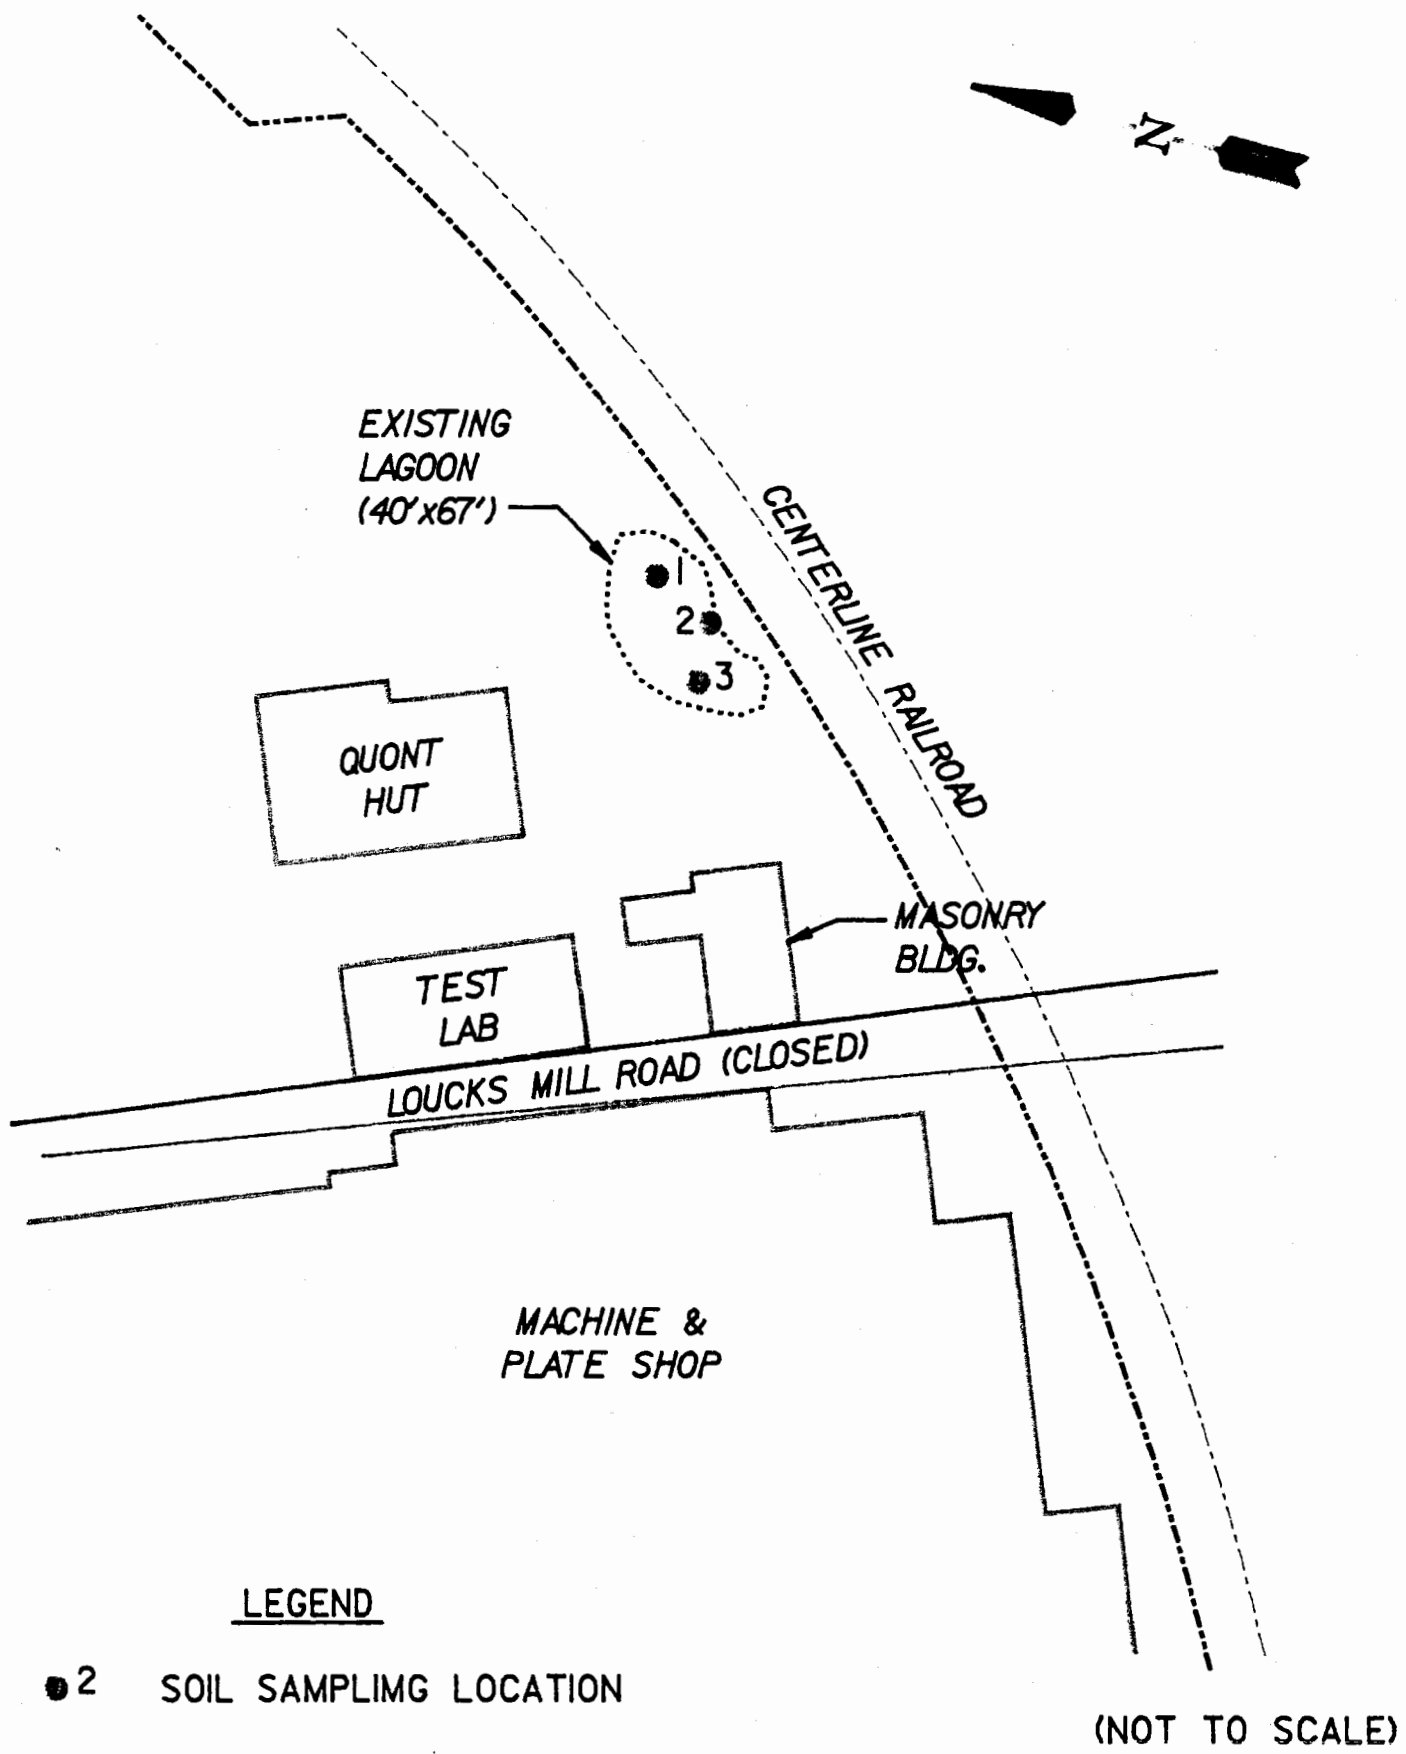 N
EXISTING
LAGOON
(40'x67')
CENTERLINE RAILROAD
1
2
3
QUONT
HUT
MASONRY
BLDG.
TEST
LAB
LOUCKS MILL ROAD (CLOSED)
MACHINE &
PLATE SHOP
LEGEND
2 SOIL SAMPLIMG LOCATION
(NOT TO SCALE)